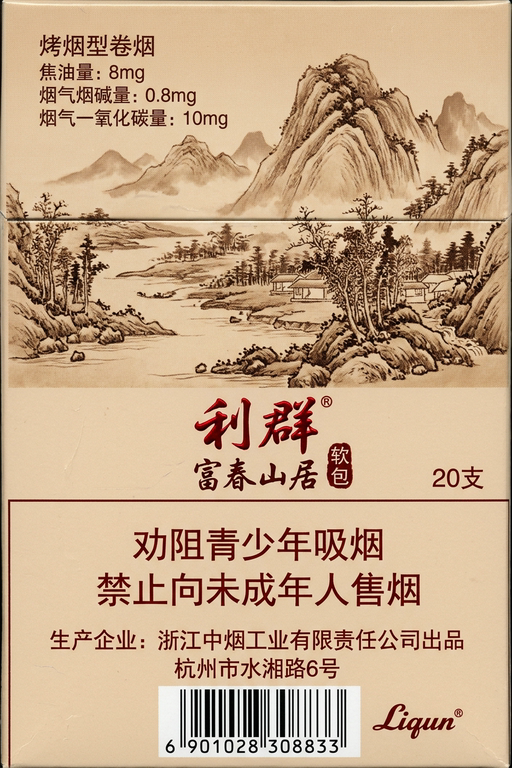 烤烟型卷烟
焦油量：8mg
烟气烟碱量：0.8mg
烟气一氧化碳量：10mg
利群®
富春山居 软包
20支
劝阻青少年吸烟
禁止向未成年人售烟
生产企业：浙江中烟工业有限责任公司出品
杭州市水湘路6号
Liqun®
6 901028 308833